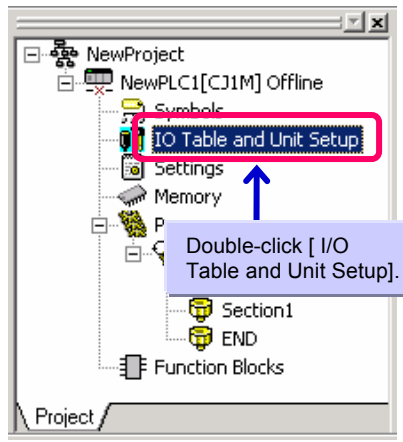 NewProject
NewPLC1[CJ1M] Offline
Symbols
IO Table and Unit Setup
Settings
Memory
Double-click [ I/O
Table and Unit Setup].
Section1
END
Function Blocks
Project